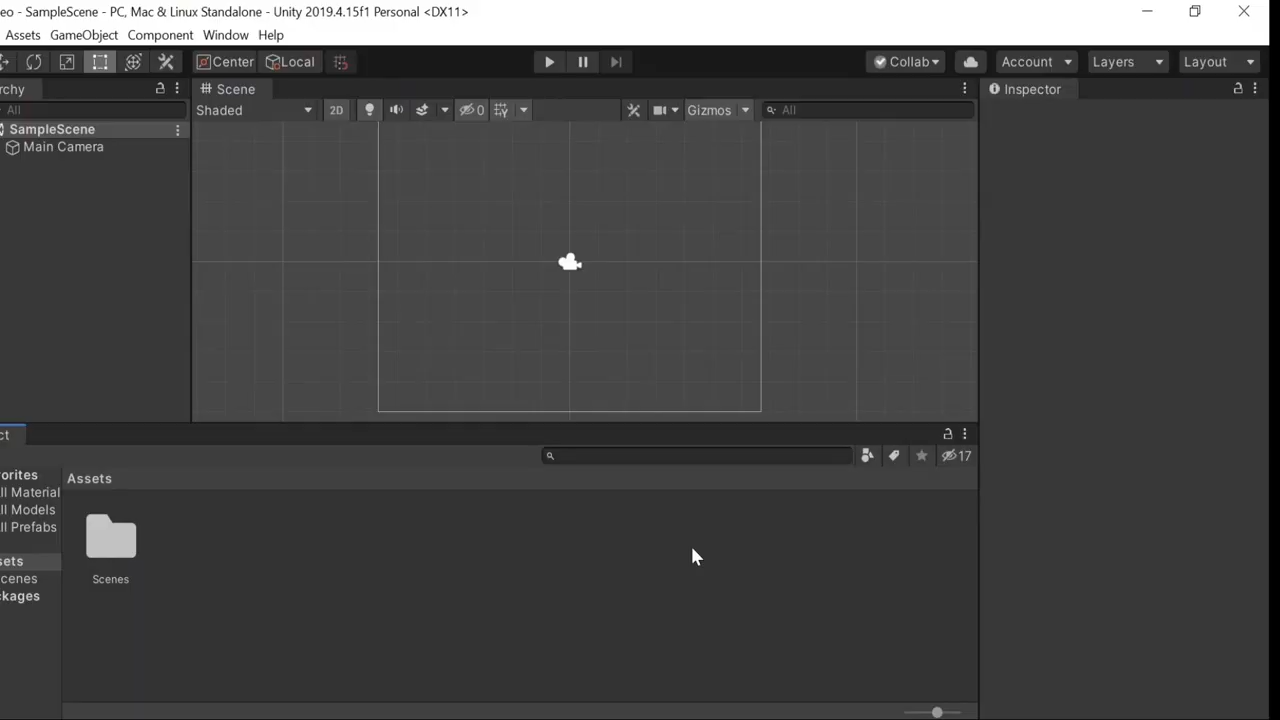 eo - SampleScene - PC, Mac & Linux Standalone - Unity 2019.4.15f1 Personal <DX11>
Assets GameObject Component Window Help
Center Local Collab Account Layers Layout
rchy Scene Inspector
All Shaded 2D 0 Gizmos All
SampleScene
Main Camera
ct
17
orites Assets
ll Material
ll Models
ll Prefabs
sets
cenes Scenes
ckages